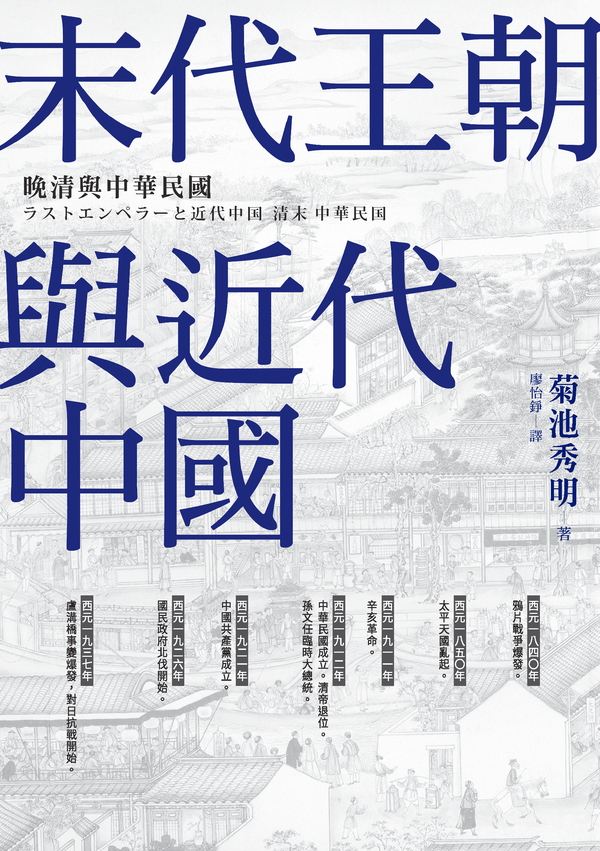 末代王朝
晚清與中華民國
ラストエンペラーと近代中国 清末 中華民国
與近代
中國
菊池秀明 著
廖怡錚 譯
西元一八四〇年
鴉片戰爭爆發。
西元一八五〇年
太平天國亂起。
西元一九一一年
辛亥革命。
西元一九一二年
中華民國成立。清帝退位。
孫文任臨時大總統。
西元一九二一年
中國共產黨成立。
西元一九二六年
國民政府北伐開始。
西元一九三七年
盧溝橋事變爆發，對日抗戰開始。